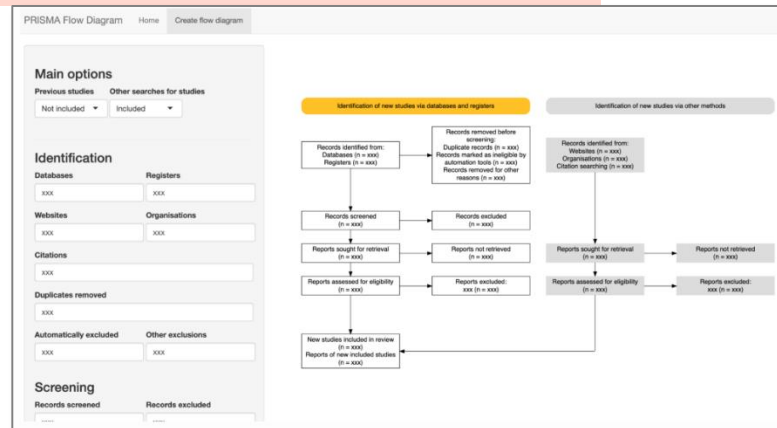 PRISMA Flow Diagram Home Create flow diagram
Main options
Previous studies Other searches for studies
Not included Included
Identification
Databases Registers
xxx xxx
Websites Organisations
xxx xxx
Citations
xxx
Duplicates removed
xxx
Automatically excluded Other exclusions
xxx xxx
Screening
Records screened Records excluded
Identification of new studies via databases and registers
Records identified from:
Databases (n = xxx)
Registers (n = xxx)
Records removed before
screening:
Duplicate records (n = xxx)
Records marked as ineligible by
automation tools (n = xxx)
Records removed for other
reasons (n = xxx)
Records screened
(n = xxx)
Records excluded
(n = xxx)
Reports sought for retrieval
(n = xxx)
Reports not retrieved
(n = xxx)
Reports assessed for eligibility
(n = xxx)
Reports excluded:
xxx (n = xxx)
New studies included in review
(n = xxx)
Reports of new included studies
(n = xxx)
Identification of new studies via other methods
Records identified from:
Websites (n = xxx)
Organisations (n = xxx)
Citation searching (n = xxx)
Reports sought for retrieval
(n = xxx)
Reports not retrieved
(n = xxx)
Reports assessed for eligibility
(n = xxx)
Reports excluded:
xxx (n = xxx)